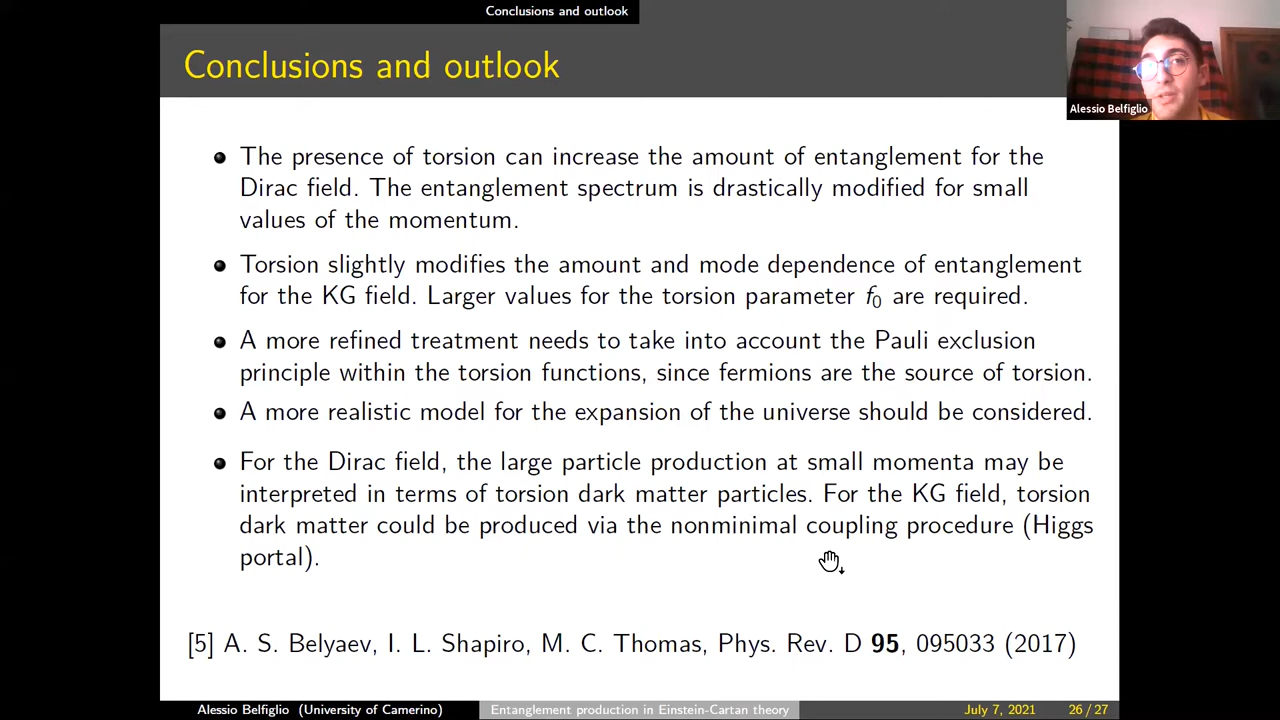 Conclusions and outlook
Conclusions and outlook
Alessio Belfiglio
• The presence of torsion can increase the amount of entanglement for the
Dirac field. The entanglement spectrum is drastically modified for small
values of the momentum.
• Torsion slightly modifies the amount and mode dependence of entanglement
for the KG field. Larger values for the torsion parameter f₀ are required.
• A more refined treatment needs to take into account the Pauli exclusion
principle within the torsion functions, since fermions are the source of torsion.
• A more realistic model for the expansion of the universe should be considered.
• For the Dirac field, the large particle production at small momenta may be
interpreted in terms of torsion dark matter particles. For the KG field, torsion
dark matter could be produced via the nonminimal coupling procedure (Higgs
portal).
[5] A. S. Belyaev, I. L. Shapiro, M. C. Thomas, Phys. Rev. D 95, 095033 (2017)
Alessio Belfiglio (University of Camerino) Entanglement production in Einstein-Cartan theory July 7, 2021 26 / 27